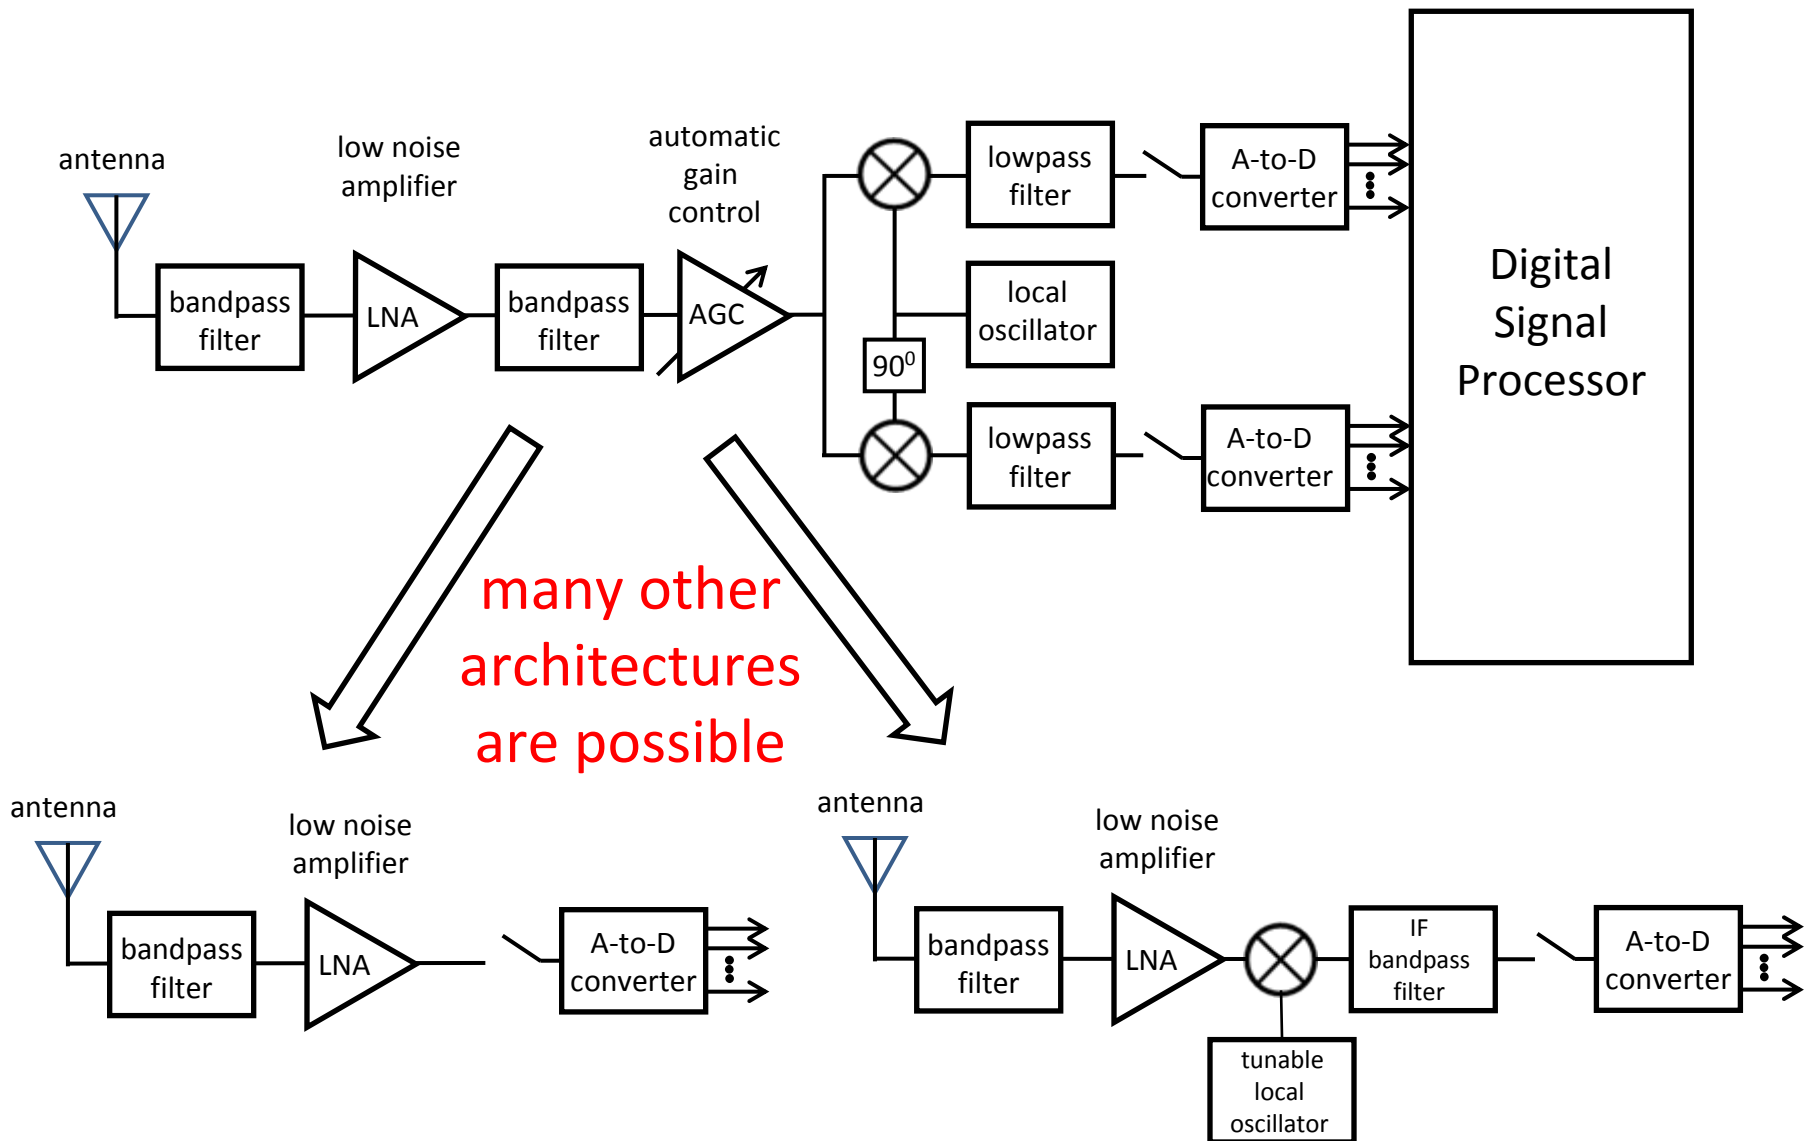 antenna
low noise
amplifier
automatic
gain
control
bandpass
filter
LNA
bandpass
filter
AGC
lowpass
filter
A-to-D
converter
local
oscillator
90⁰
lowpass
filter
A-to-D
converter
Digital
Signal
Processor
many other
architectures
are possible
antenna
low noise
amplifier
bandpass
filter
LNA
A-to-D
converter
antenna
low noise
amplifier
bandpass
filter
LNA
IF
bandpass
filter
A-to-D
converter
tunable
local
oscillator